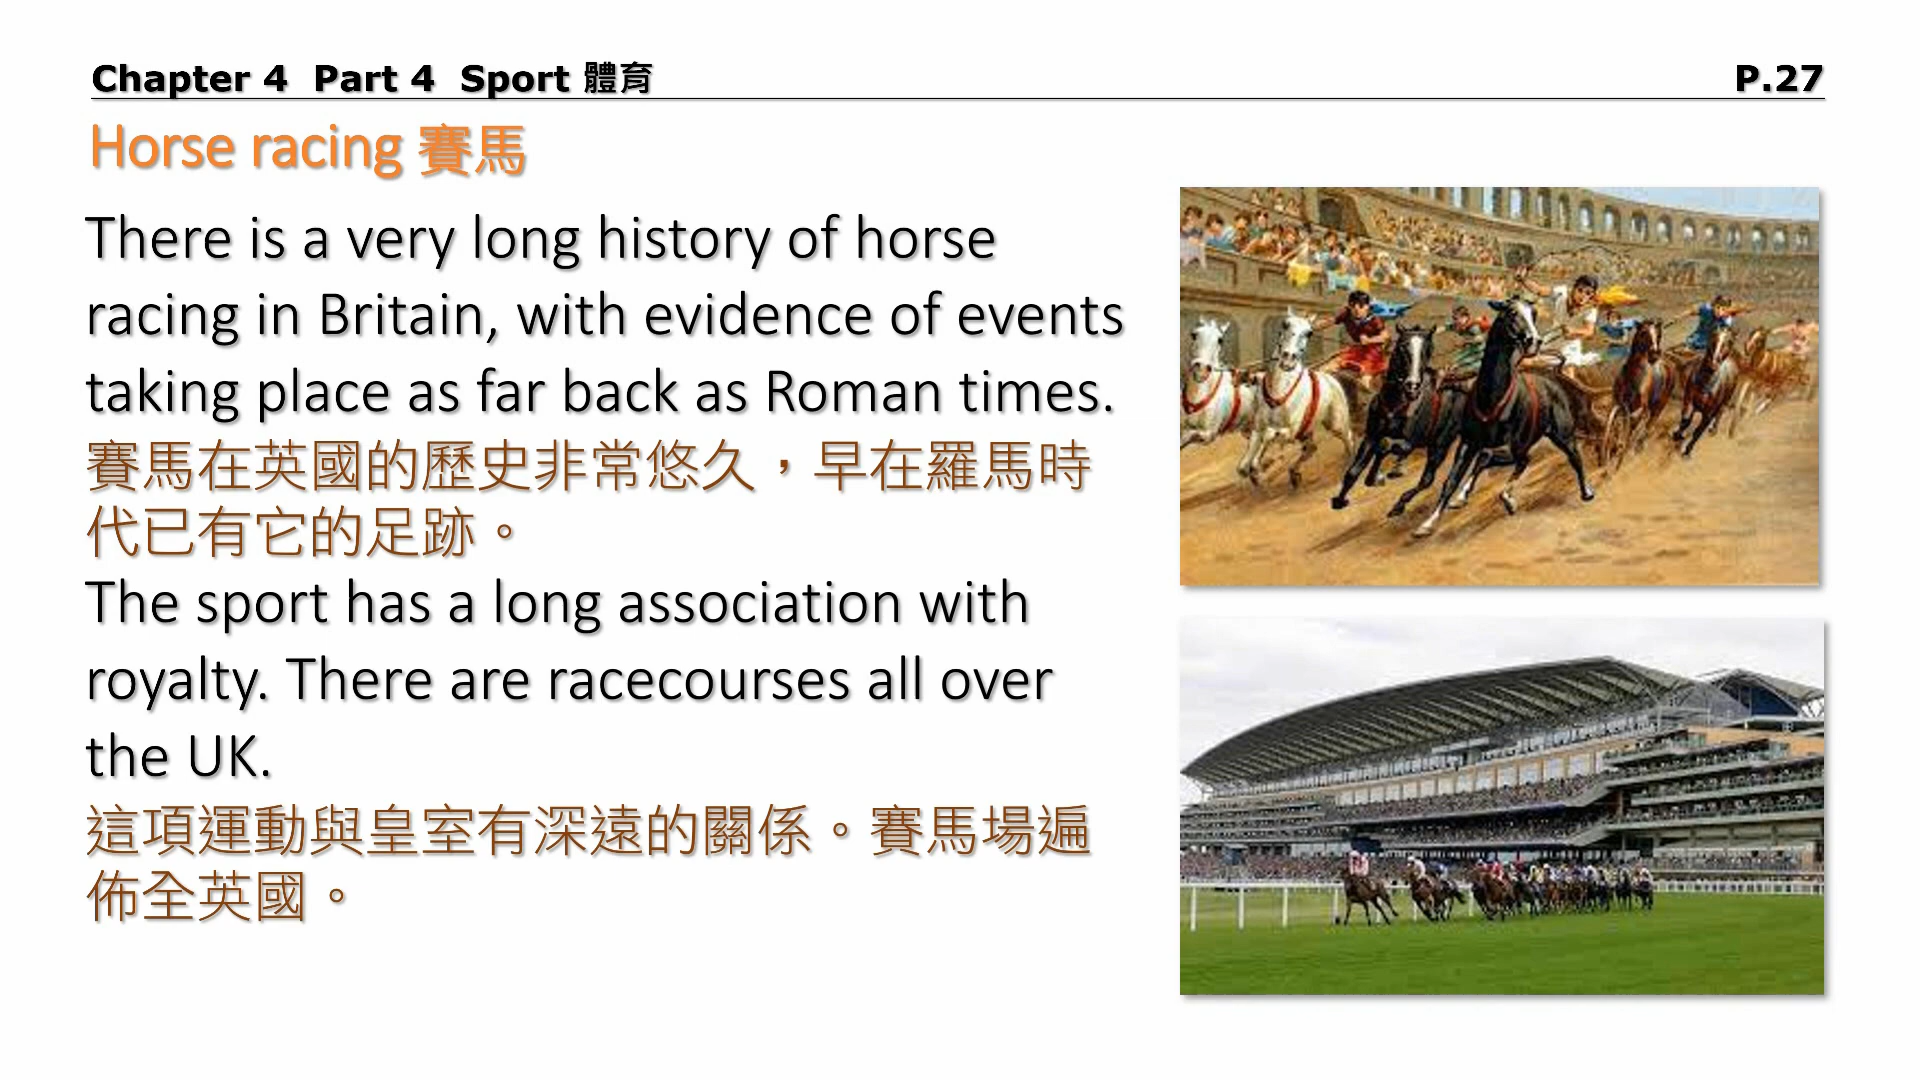 Chapter 4 Part 4 Sport 體育
P.27
Horse racing 賽馬
There is a very long history of horse
racing in Britain, with evidence of events
taking place as far back as Roman times.
賽馬在英國的歷史非常悠久，早在羅馬時
代已有它的足跡。
The sport has a long association with
royalty. There are racecourses all over
the UK.
這項運動與皇室有深遠的關係。賽馬場遍
佈全英國。